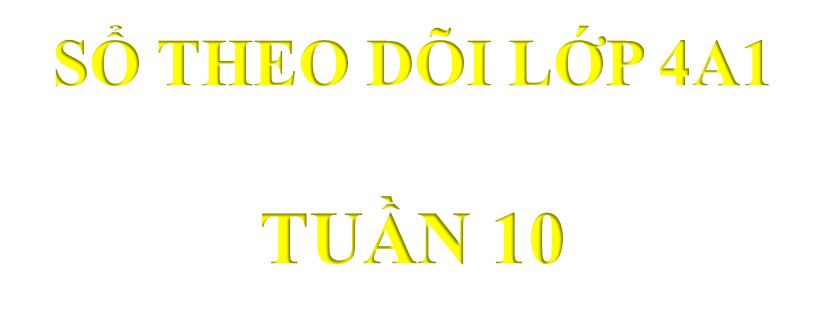 SỔ THEO DÕI LỚP 4A1
TUẦN 10